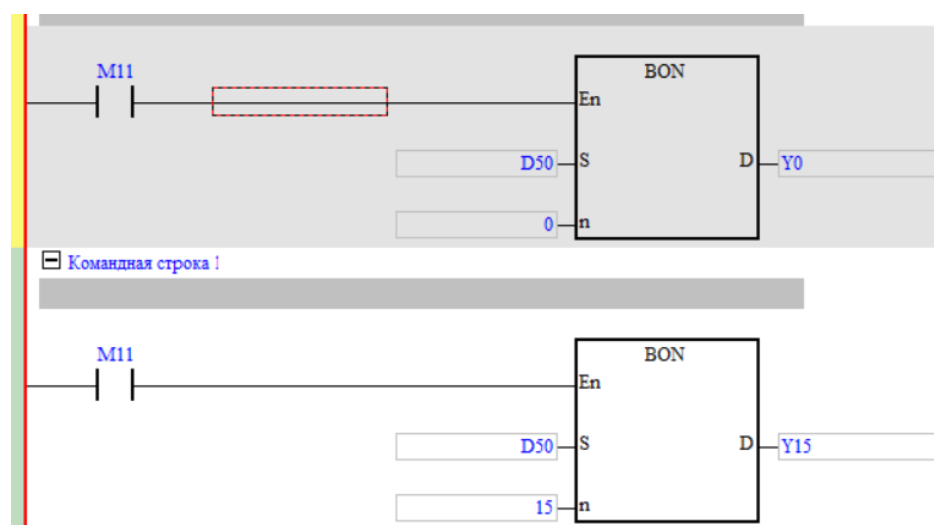 M11
BON
En
D50 S D Y0
0 n
Командная строка 1
M11
BON
En
D50 S D Y15
15 n